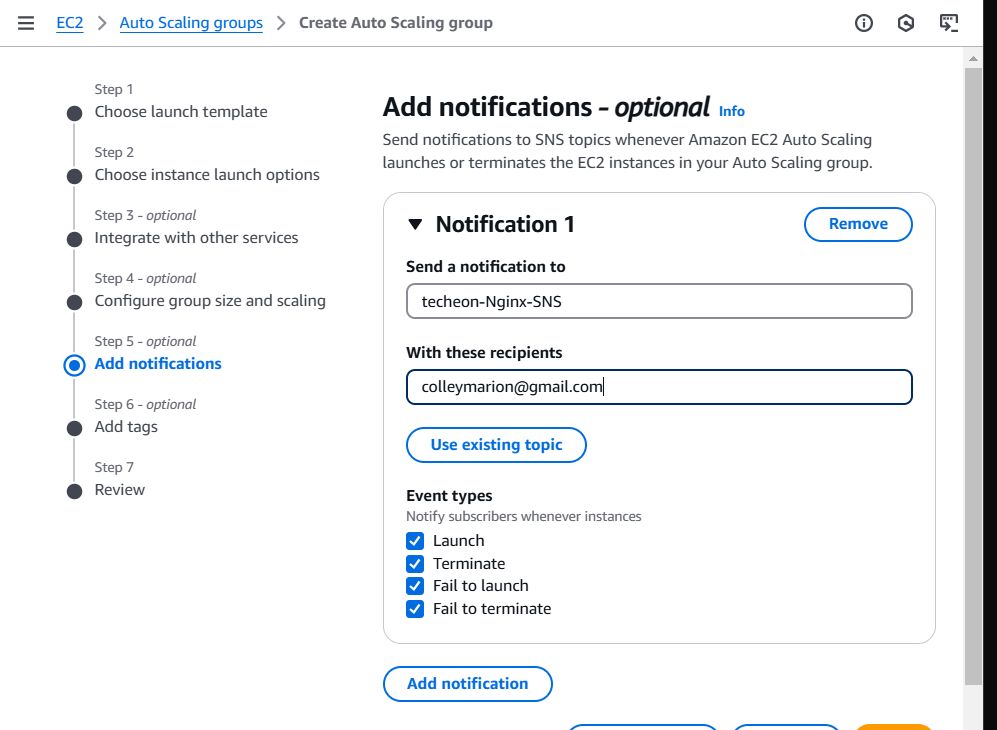 EC2 > Auto Scaling groups > Create Auto Scaling group
Step 1
Choose launch template
Step 2
Choose instance launch options
Step 3 - optional
Integrate with other services
Step 4 - optional
Configure group size and scaling
Step 5 - optional
Add notifications
Step 6 - optional
Add tags
Step 7
Review
Add notifications - optional Info
Send notifications to SNS topics whenever Amazon EC2 Auto Scaling
launches or terminates the EC2 instances in your Auto Scaling group.
Notification 1
Remove
Send a notification to
techeon-Nginx-SNS
With these recipients
colleymarion@gmail.com
Use existing topic
Event types
Notify subscribers whenever instances
Launch
Terminate
Fail to launch
Fail to terminate
Add notification